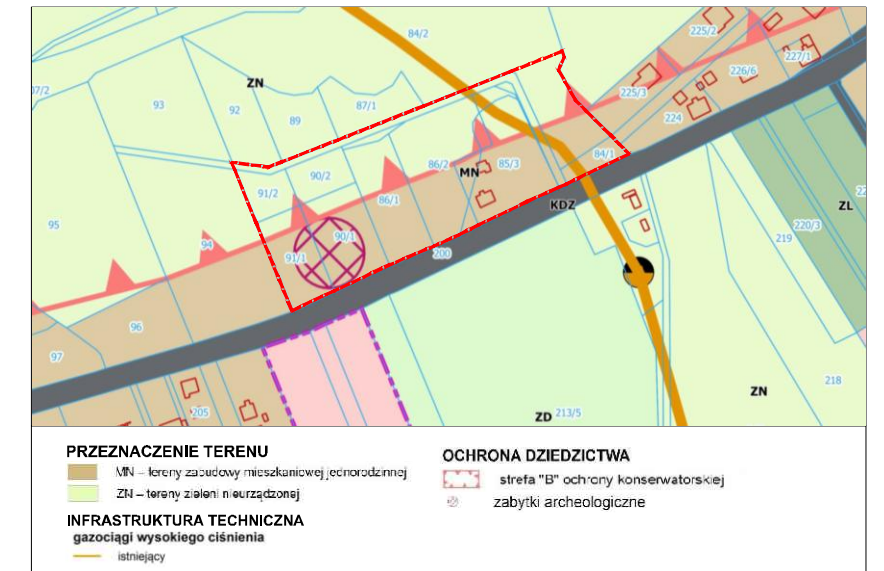 84/2
225/2
227/1
226/6
225/3
224
07/2
93
ZN
92
89
87/1
84/1
86/2
85/3
MN
90/2
91/2
86/1
KDZ
ZL
220/3
219
95
94
90/1
91/1
200
96
97
205
ZD 213/5
ZN
218
PRZEZNACZENIE TERENU
MN – tereny zabudowy mieszkaniowej jednorodzinnej
ZN – tereny zieleni nieurządzonej
INFRASTRUKTURA TECHNICZNA
gazociągi wysokiego ciśnienia
istniejący
OCHRONA DZIEDZICTWA
strefa "B" ochrony konserwatorskiej
zabytki archeologiczne